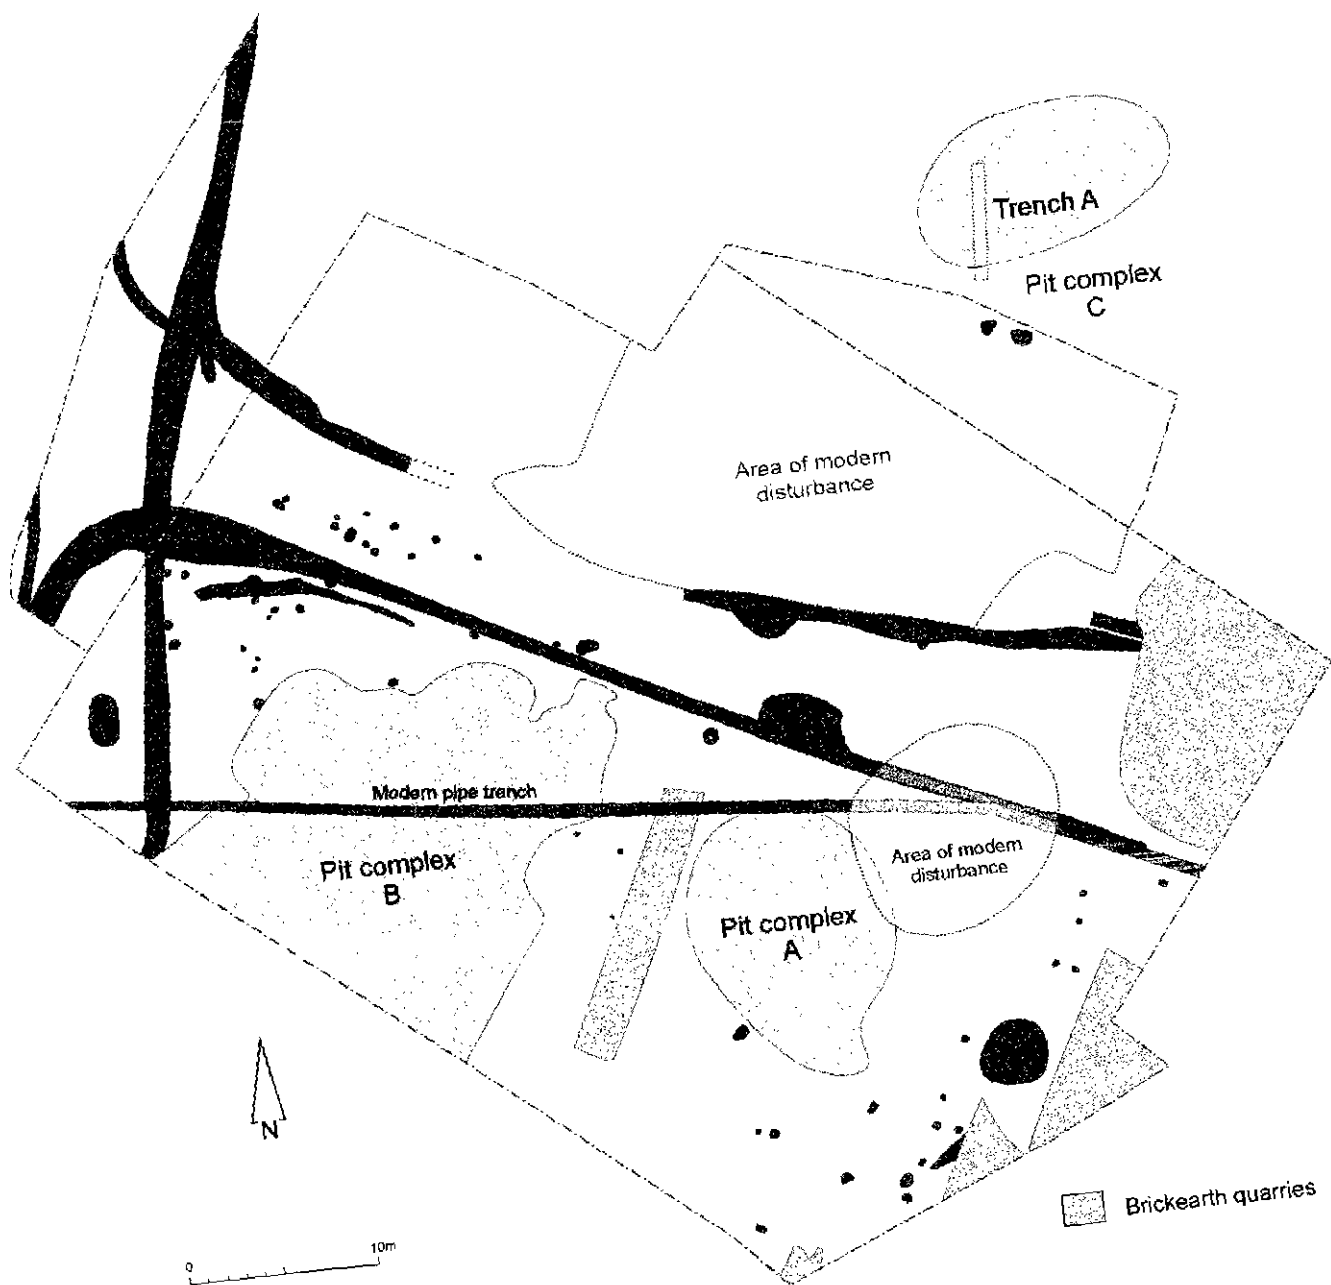 Trench A
Pit complex
C
Area of modern
disturbance
Modern pipe trench
Pit complex
B
Area of modern
disturbance
Pit complex
A
N
Brickearth quarries
0
10m